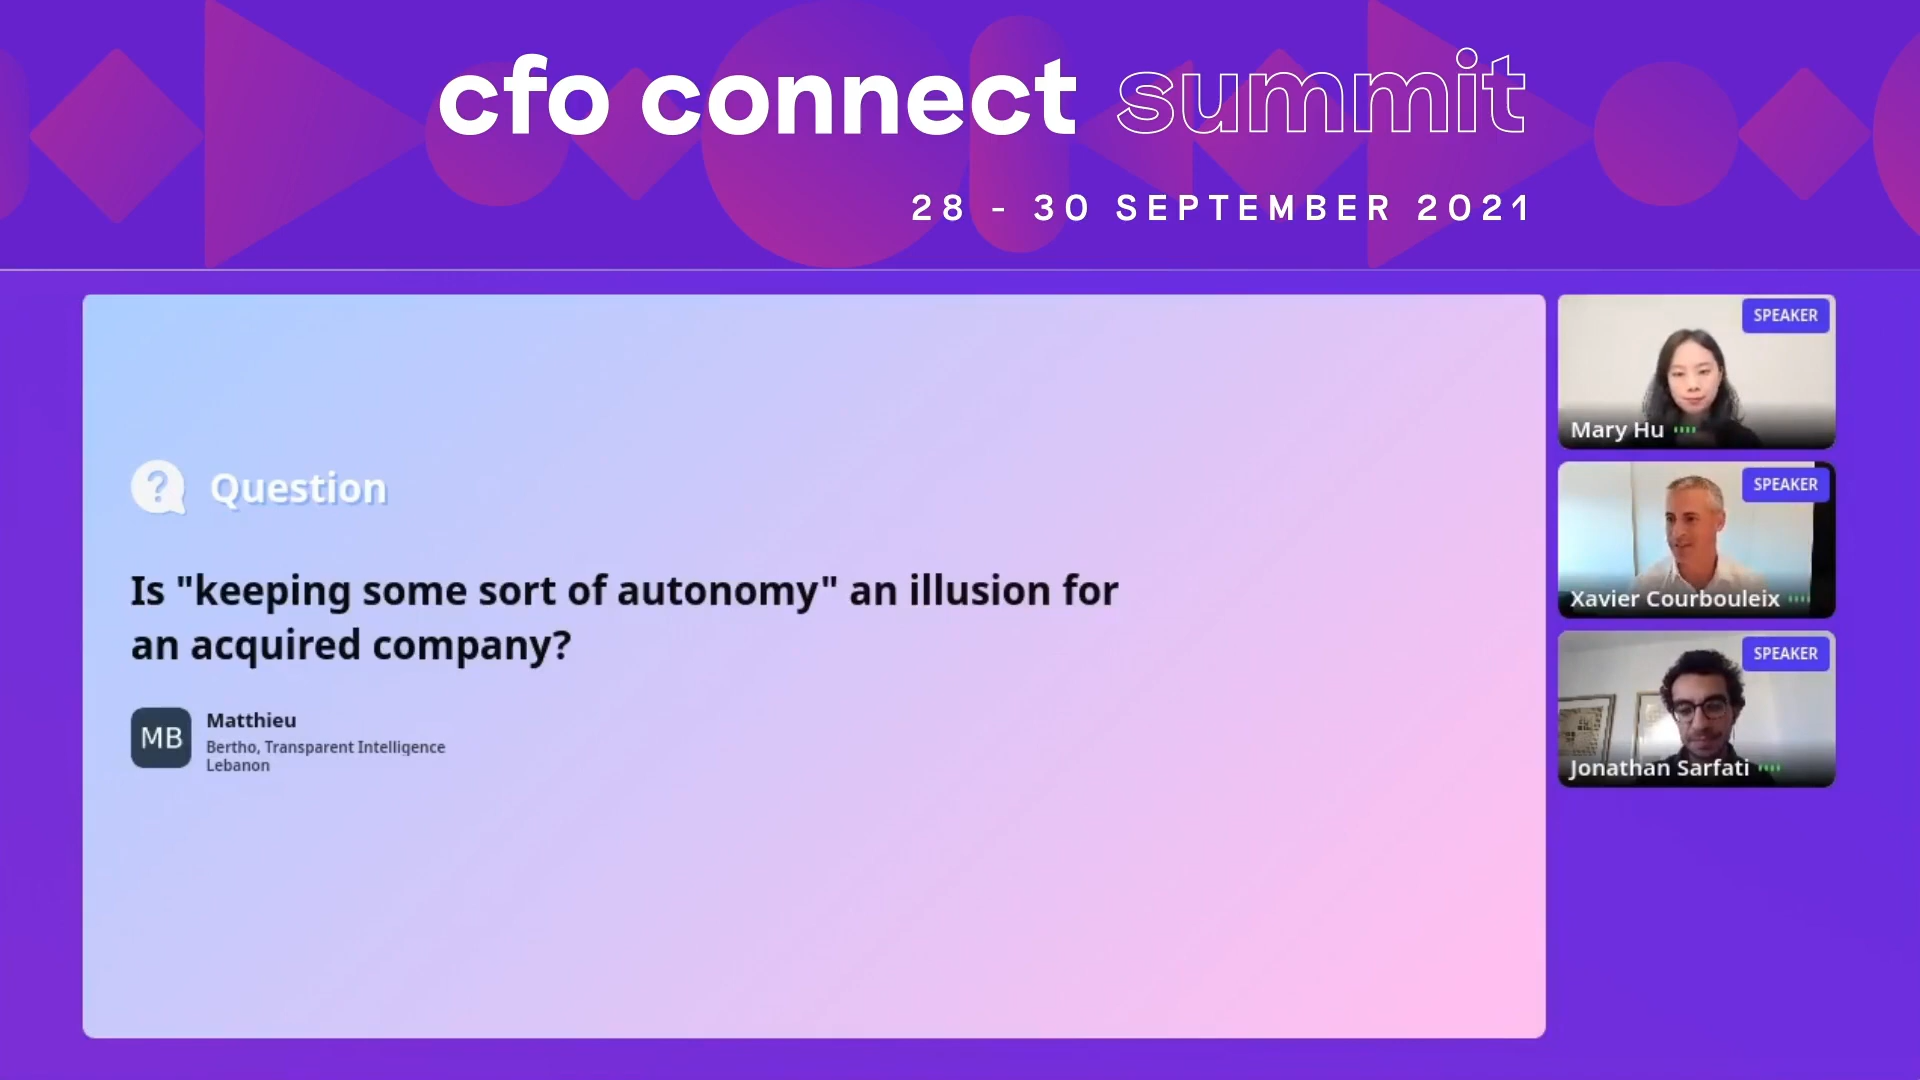 cfo connect summit
28 - 30 SEPTEMBER 2021
Question
Is "keeping some sort of autonomy" an illusion for
an acquired company?
MB
Matthieu
Bertho, Transparent Intelligence
Lebanon
SPEAKER
Mary Hu
SPEAKER
Xavier Courbouleix
SPEAKER
Jonathan Sarfati